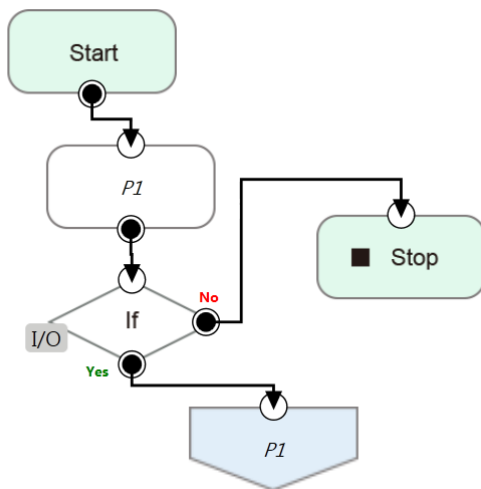 Start
P1
No
Stop
If
I/O
Yes
P1